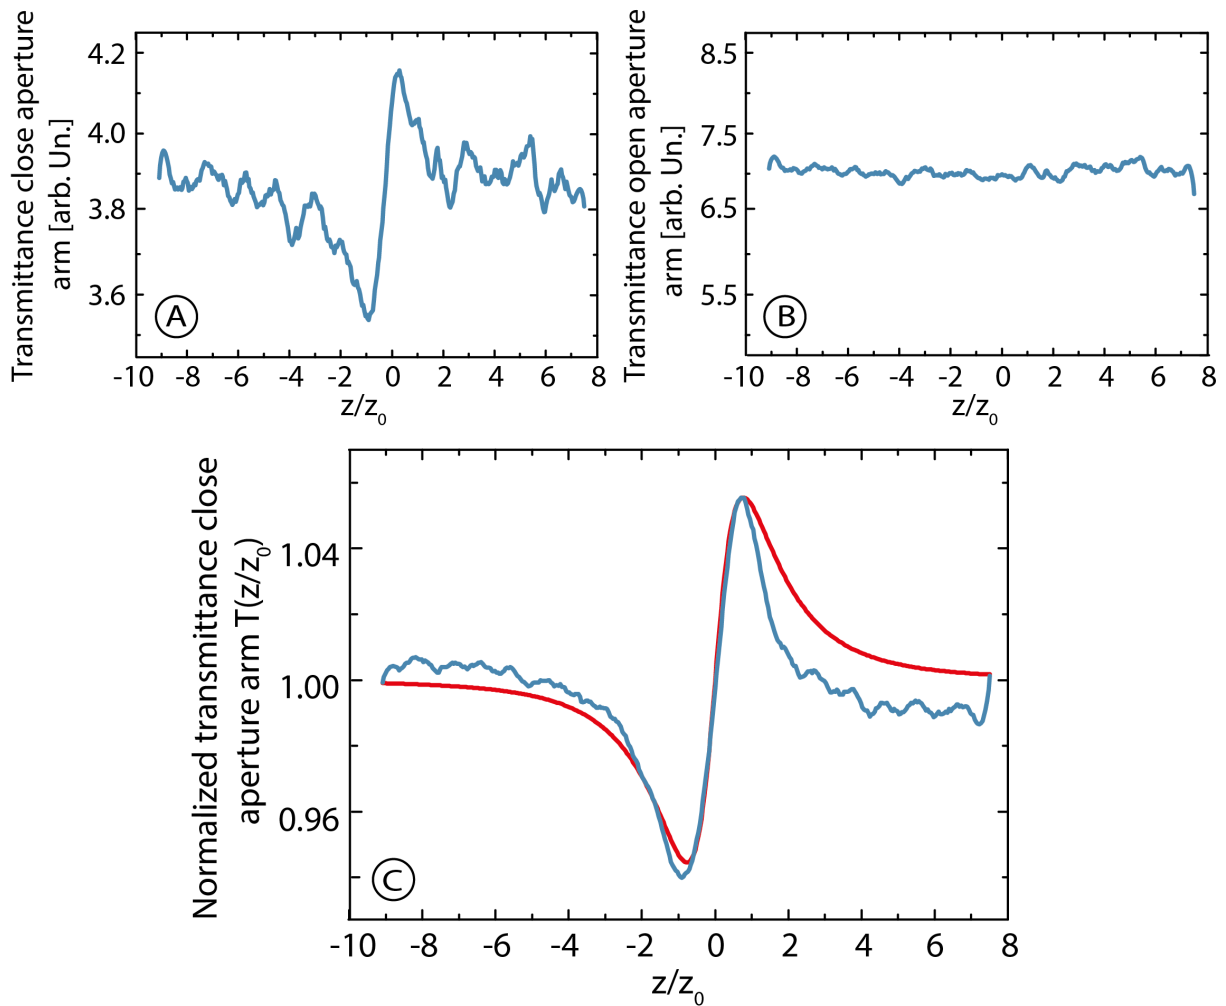 Transmittance close aperture
arm [arb. Un.]
4.2
4.0
3.8
3.6
A
-10 -8 -6 -4 -2 0 2 4 6 8
z/z0
Transmittance open aperture
arm [arb. Un.]
8.5
7.5
6.5
5.5
B
-10 -8 -6 -4 -2 0 2 4 6 8
z/z0
Normalized transmittance close
aperture arm T(z/z0)
1.04
1.00
0.96
C
-10 -8 -6 -4 -2 0 2 4 6 8
z/z0